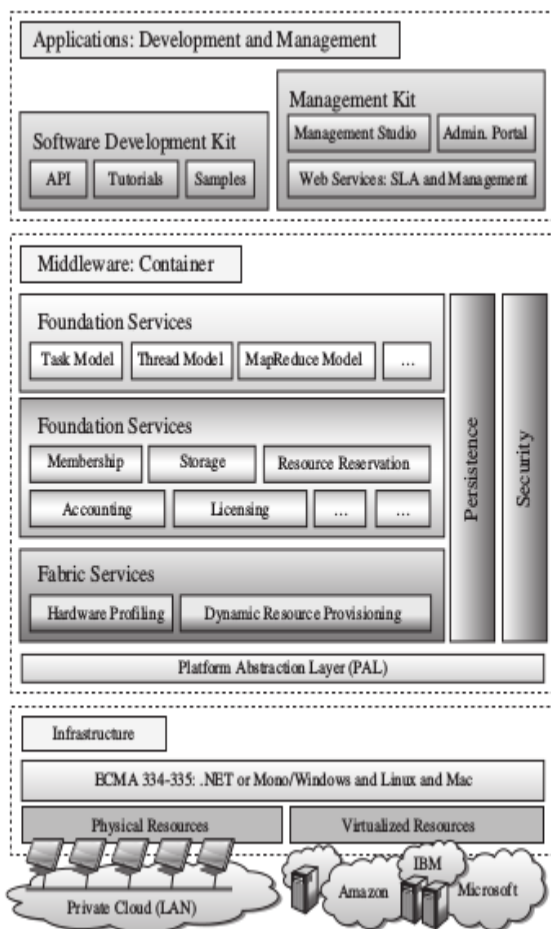 Applications: Development and Management
Management Kit
Management Studio
Admin. Portal
Web Services: SLA and Management
Software Development Kit
API
Tutorials
Samples
Middleware: Container
Foundation Services
Task Model
Thread Model
MapReduce Model
...
Foundation Services
Membership
Storage
Resource Reservation
Accounting
Licensing
...
...
Fabric Services
Hardware Profiling
Dynamic Resource Provisioning
Persistence
Security
Platform Abstraction Layer (PAL)
Infrastructure
ECMA 334-335: .NET or Mono/Windows and Linux and Mac
Physical Resources
Virtualized Resources
Private Cloud (LAN)
Amazon
IBM
Microsoft